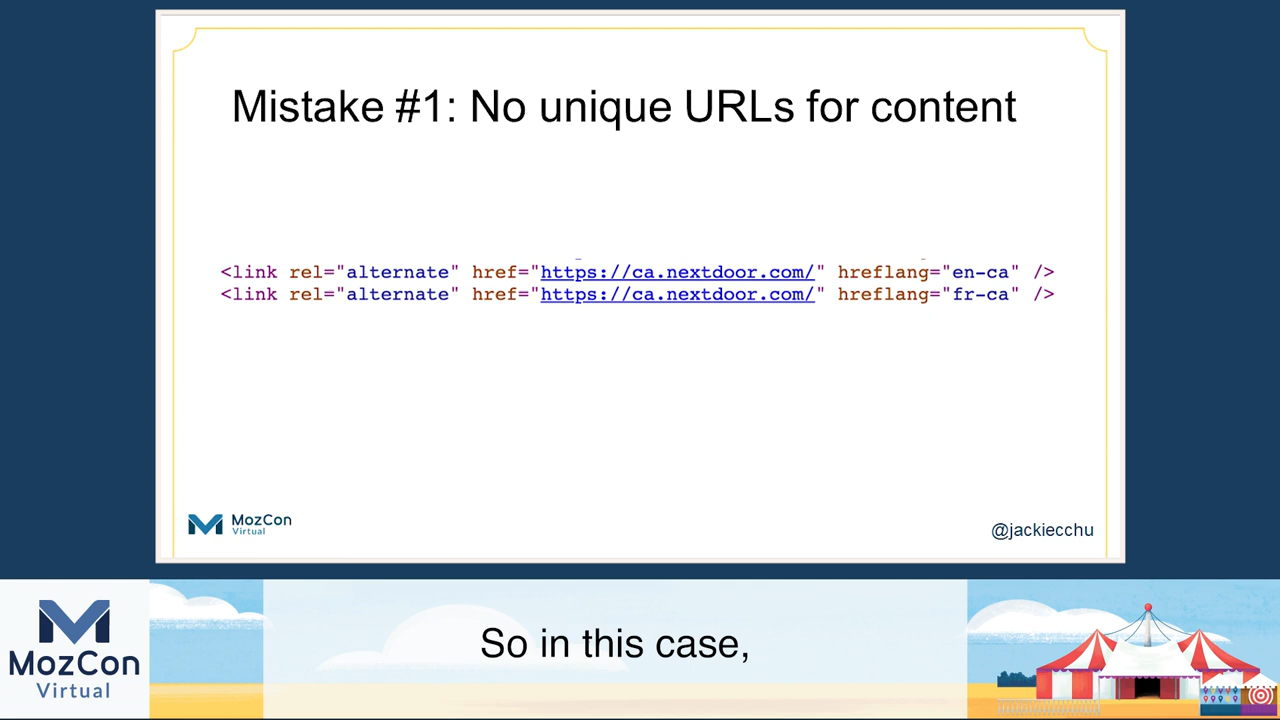 Mistake #1: No unique URLs for content
<link rel="alternate" href="https://ca.nextdoor.com/" hreflang="en-ca" />
<link rel="alternate" href="https://ca.nextdoor.com/" hreflang="fr-ca" />
MozCon
Virtual
@jackiecchu
MozCon
Virtual
So in this case,